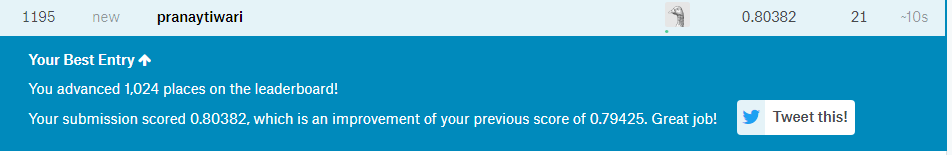 1195 new pranaytiwari 0.80382 21 ~10s
Your Best Entry
You advanced 1,024 places on the leaderboard!
Your submission scored 0.80382, which is an improvement of your previous score of 0.79425. Great job! Tweet this!